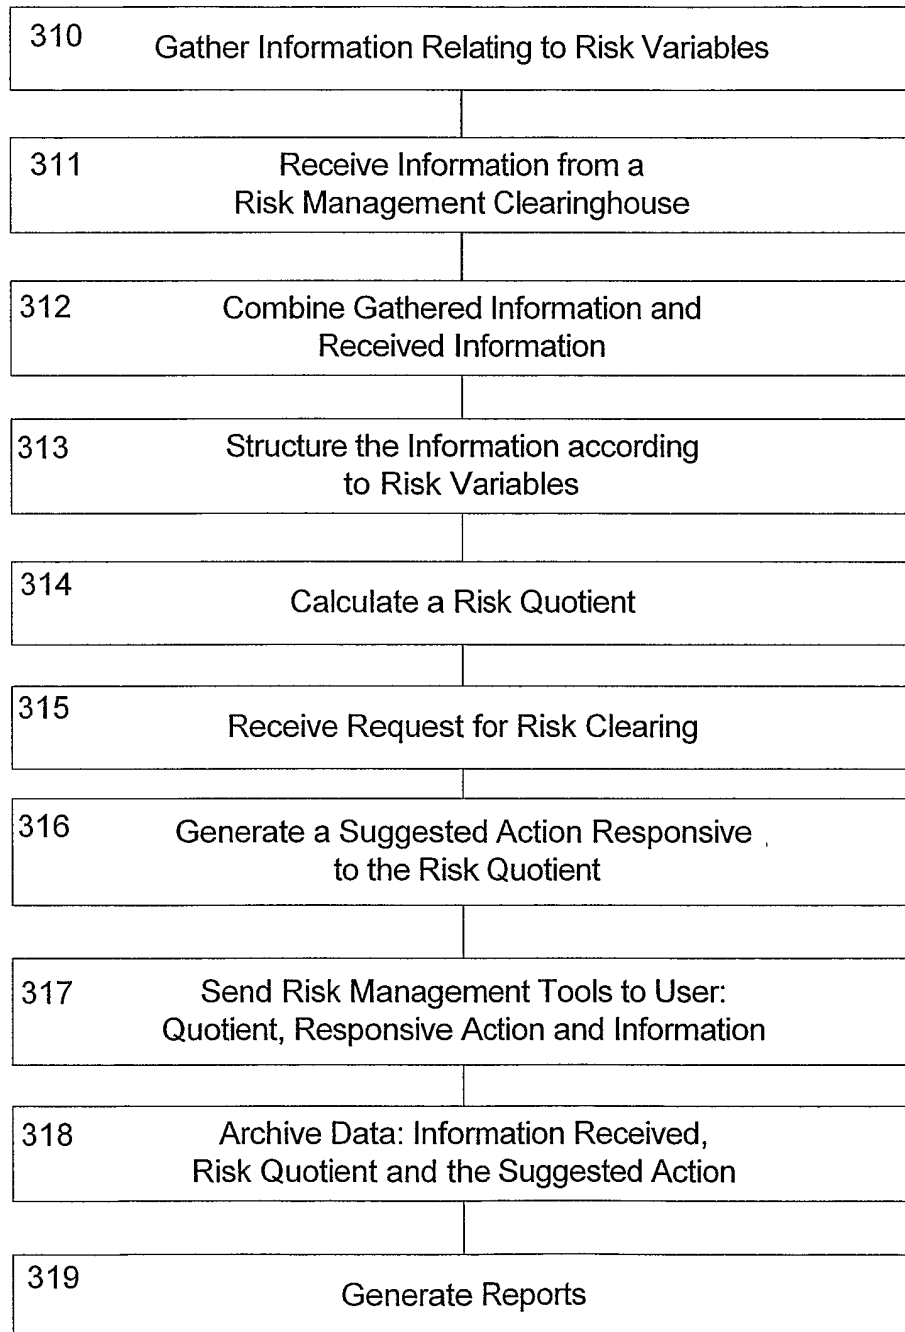 310 Gather Information Relating to Risk Variables
311 Receive Information from a
Risk Management Clearinghouse
312 Combine Gathered Information and
Received Information
313 Structure the Information according
to Risk Variables
314 Calculate a Risk Quotient
315 Receive Request for Risk Clearing
316 Generate a Suggested Action Responsive
to the Risk Quotient
317 Send Risk Management Tools to User:
Quotient, Responsive Action and Information
318 Archive Data: Information Received,
Risk Quotient and the Suggested Action
319 Generate Reports